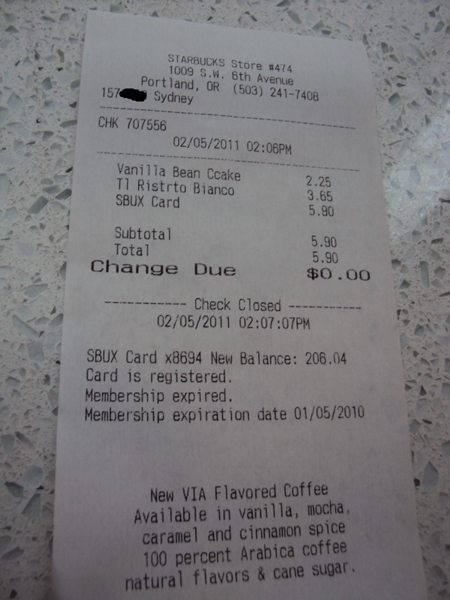 STARBUCKS Store #474
1009 S.W. 6th Avenue
Portland, OR (503) 241-7408
157 Sydney
CHK 707556
02/05/2011 02:06PM
Vanilla Bean Ccake 2.25
Tl Ristrto Bianco 3.65
SBUX Card 5.90
Subtotal 5.90
Total 5.90
Change Due $0.00
----------- Check Closed -----------
02/05/2011 02:07:07PM
SBUX Card x8694 New Balance: 206.04
Card is registered.
Membership expired.
Membership expiration date 01/05/2010
New VIA Flavored Coffee
Available in vanilla, mocha,
caramel and cinnamon spice
100 percent Arabica coffee
natural flavors & cane sugar.